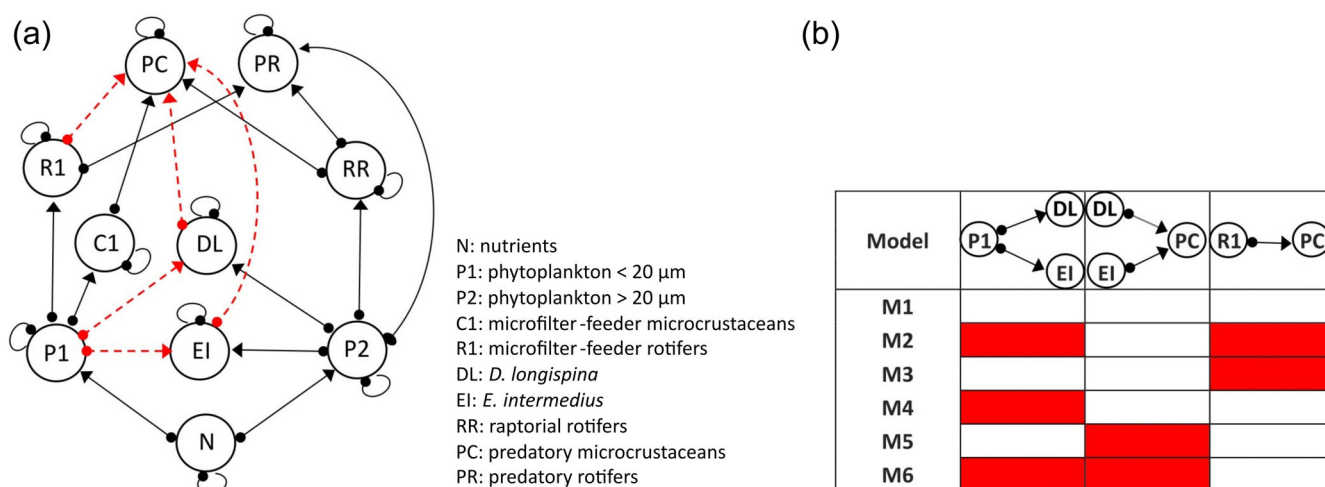 (a)
PC
PR
R1
RR
C1
DL
P1
EI
P2
N
N: nutrients
P1: phytoplankton < 20 µm
P2: phytoplankton > 20 µm
C1: microfilter-feeder microcrustaceans
R1: microfilter-feeder rotifers
DL: D. longispina
EI: E. intermedius
RR: raptorial rotifers
PC: predatory microcrustaceans
PR: predatory rotifers
(b)
Model
P1 DL EI
DL EI PC
R1 PC
M1
M2
M3
M4
M5
M6